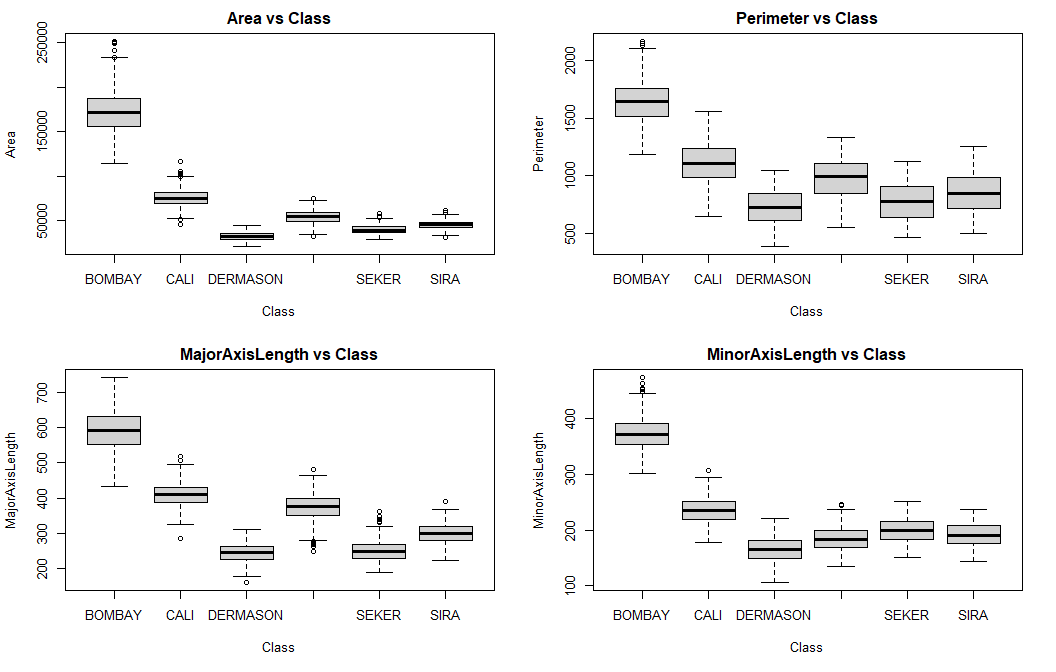 Area vs Class
Area
250000
150000
50000
BOMBAY CALI DERMASON SEKER SIRA
Class
Perimeter vs Class
Perimeter
2000
1500
1000
500
BOMBAY CALI DERMASON SEKER SIRA
Class
MajorAxisLength vs Class
MajorAxisLength
700
600
500
400
300
200
BOMBAY CALI DERMASON SEKER SIRA
Class
MinorAxisLength vs Class
MinorAxisLength
400
300
200
100
BOMBAY CALI DERMASON SEKER SIRA
Class